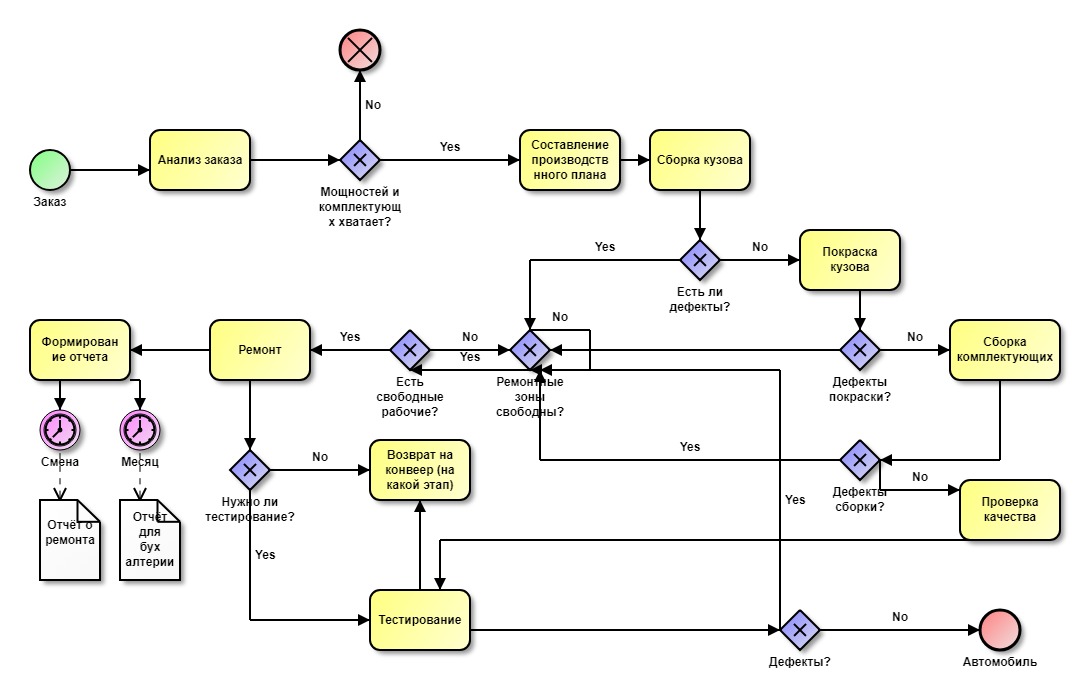 No
Заказ
Анализ заказа
Мощностей и
комплектующ
х хватает?
Yes
Составление
производств
нного плана
Сборка кузова
Yes
Есть ли
дефекты?
No
Покраска
кузова
Формирован
ие отчета
Ремонт
Yes
Есть
свободные
рабочие?
No
Yes
No
Ремонтные
зоны
свободны?
Дефекты
покраски?
No
Сборка
комплектующих
Смена
Месяц
Отчёт о
ремонта
Отчёт
для
бух
алтерии
Нужно ли
тестирование?
No
Yes
Возврат на
конвеер (на
какой этап)
Yes
Дефекты
сборки?
No
Проверка
качества
Yes
Тестирование
Дефекты?
No
Автомобиль